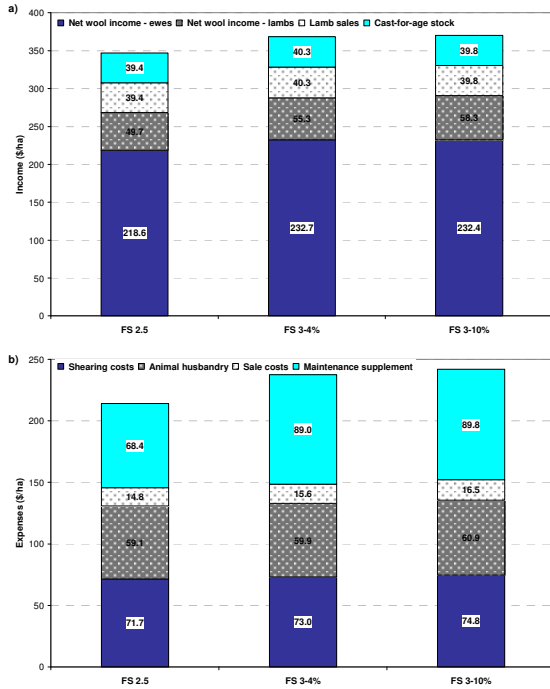 a)
400
Net wool income - ewes Net wool income - lambs Lamb sales Cast-for-age stock
350
300
250
200
150
100
50
0
Income ($/ha)
39.4 40.3 39.8
39.4 40.3 39.8
49.7 55.3 58.3
218.6 232.7 232.4
FS 2.5 FS 3-4% FS 3-10%
b)
250
Shearing costs Animal husbandry Sale costs Maintenance supplement
200
150
100
50
0
Expenses ($/ha)
68.4 89.0 89.8
14.8 15.6 16.5
59.1 59.9 60.9
71.7 73.0 74.8
FS 2.5 FS 3-4% FS 3-10%